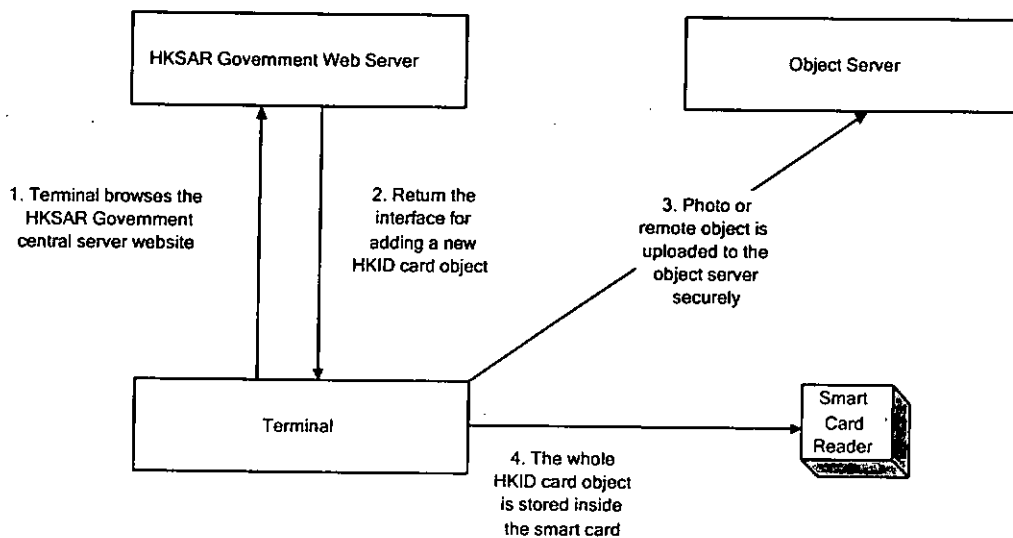 HKSAR Government Web Server
Object Server
1. Terminal browses the
HKSAR Government
central server website
2. Return the
interface for
adding a new
HKID card object
3. Photo or
remote object is
uploaded to the
object server
securely
Terminal
Smart
Card
Reader
4. The whole
HKID card object
is stored inside
the smart card